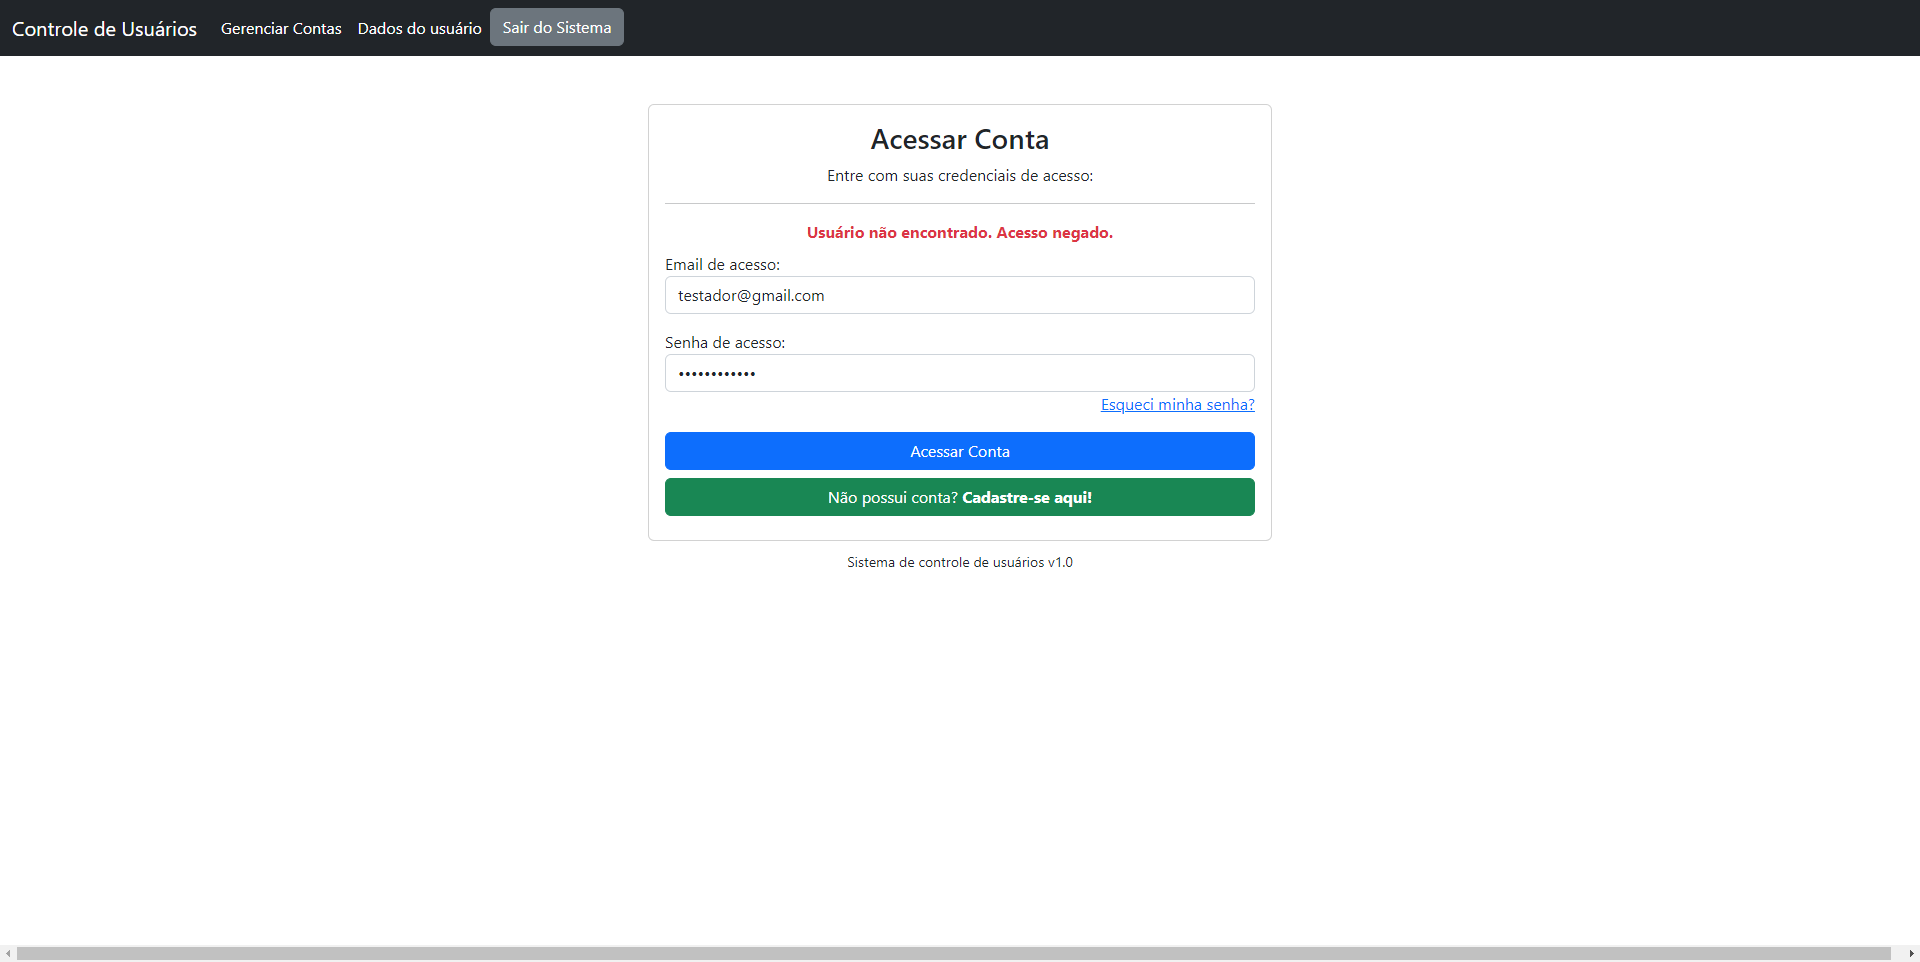 Controle de Usuários Gerenciar Contas Dados do usuário Sair do Sistema
Acessar Conta
Entre com suas credenciais de acesso:
Usuário não encontrado. Acesso negado.
Email de acesso:
testador@gmail.com
Senha de acesso:
••••••••••••
Esqueci minha senha?
Acessar Conta
Não possui conta? Cadastre-se aqui!
Sistema de controle de usuários v1.0